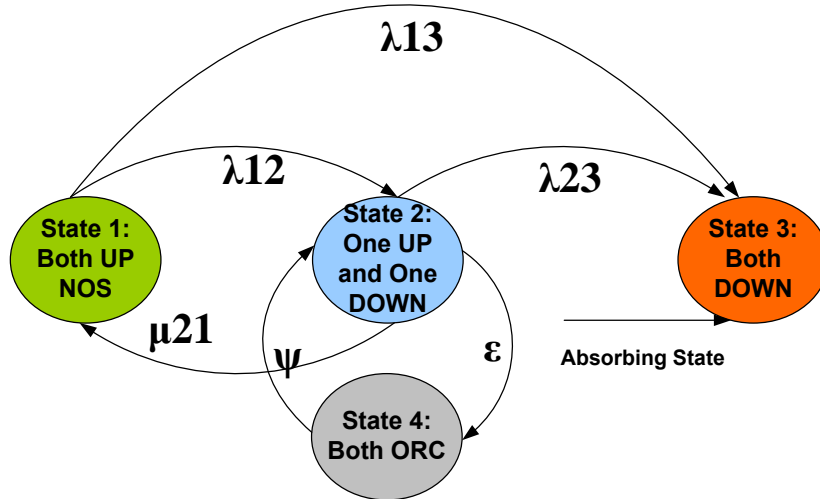 λ13
λ12
λ23
State 1:
Both UP
NOS
State 2:
One UP
and One
DOWN
State 3:
Both
DOWN
μ21
ψ
ε
Absorbing State
State 4:
Both ORC